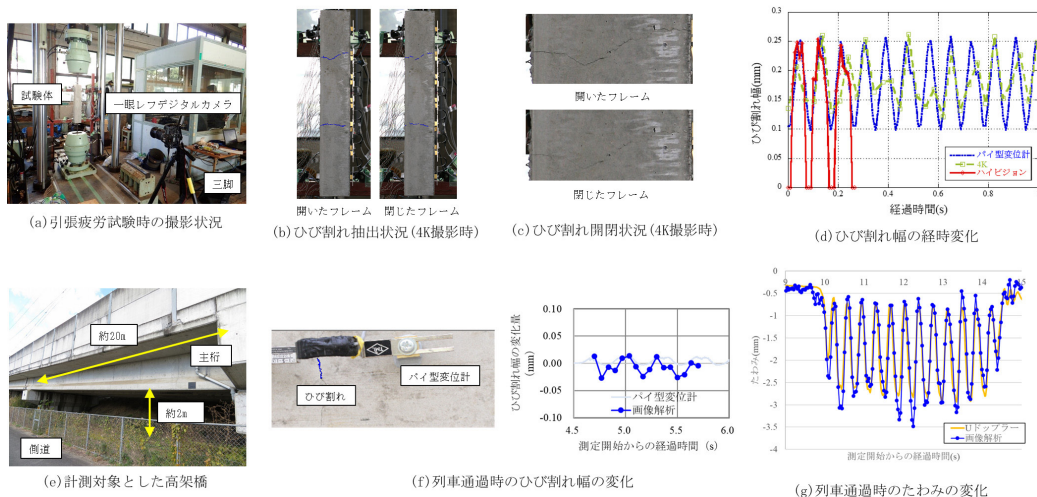 試験体
一眼レフデジタルカメラ
三脚
(a)引張疲労試験時の撮影状況
開いたフレーム
閉じたフレーム
(b)ひび割れ抽出状況(4K撮影時)
開いたフレーム
閉じたフレーム
(c)ひび割れ開閉状況(4K撮影時)
ひび割れ幅(mm)
0.3
0.25
0.2
0.15
0.1
0.05
0
0 0.2 0.4 0.6 0.8 1
パイ型変位計
4K
ハイビジョン
経過時間(s)
(d)ひび割れ幅の経時変化
約20m
主桁
約2m
側道
(e)計測対象とした高架橋
ひび割れ
パイ型変位計
ひび割れ幅の変化量
(mm)
0.10
0.05
0.00
-0.05
-0.10
4.5 5.0 5.5 6.0
パイ型変位計
画像解析
測定開始からの経過時間 (s)
(f)列車通過時のひび割れ幅の変化
たわみ(mm)
0
-0.5
-1
-1.5
-2
-2.5
-3
-3.5
-4
9 10 11 12 13 14 15
Uドップラー
画像解析
測定開始からの経過時間(s)
(g)列車通過時のたわみの変化